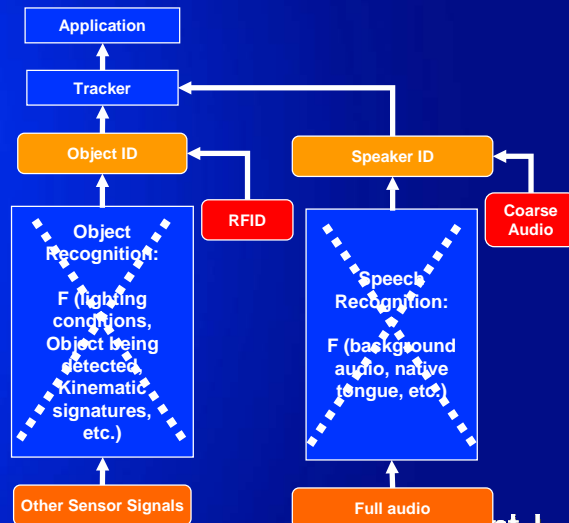 Application
Tracker
Object ID
Speaker ID
RFID
Coarse
Audio
Object
Recognition:
F (lighting
conditions,
Object being
detected,
Kinematic
signatures,
etc.)
Speech
Recognition:
F (background
audio, native
tongue, etc.)
Other Sensor Signals
Full audio